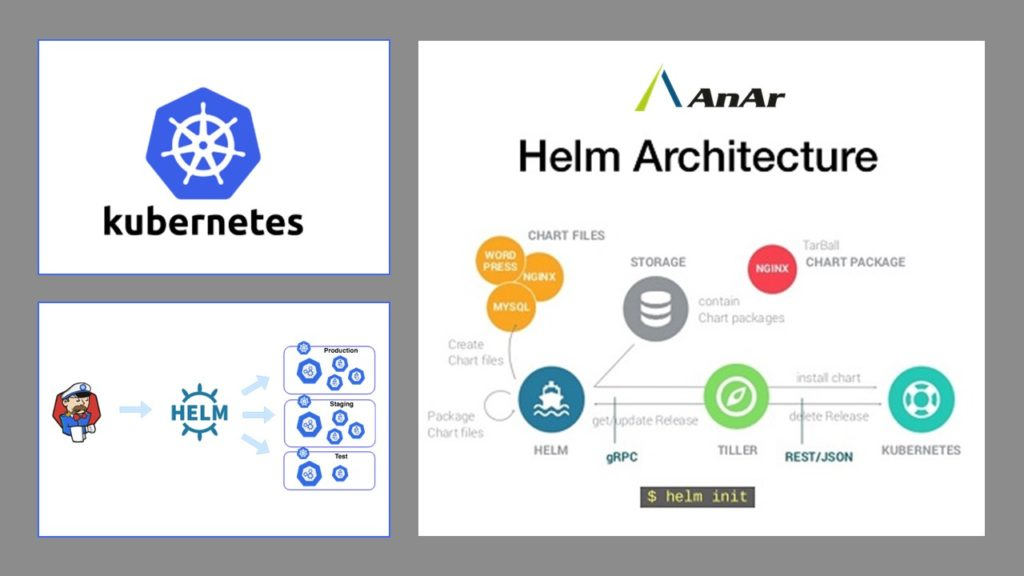 kubernetes
HELM
Production
Staging
Test
AnAr
Helm Architecture
CHART FILES
WORD
PRESS
NGINX
MYSQL
STORAGE
contain
Chart packages
NGINX
TarBall
CHART PACKAGE
Create
Chart files
Package
Chart files
HELM
get/update Release
gRPC
TILLER
install chart
delete Release
REST/JSON
KUBERNETES
$ helm init